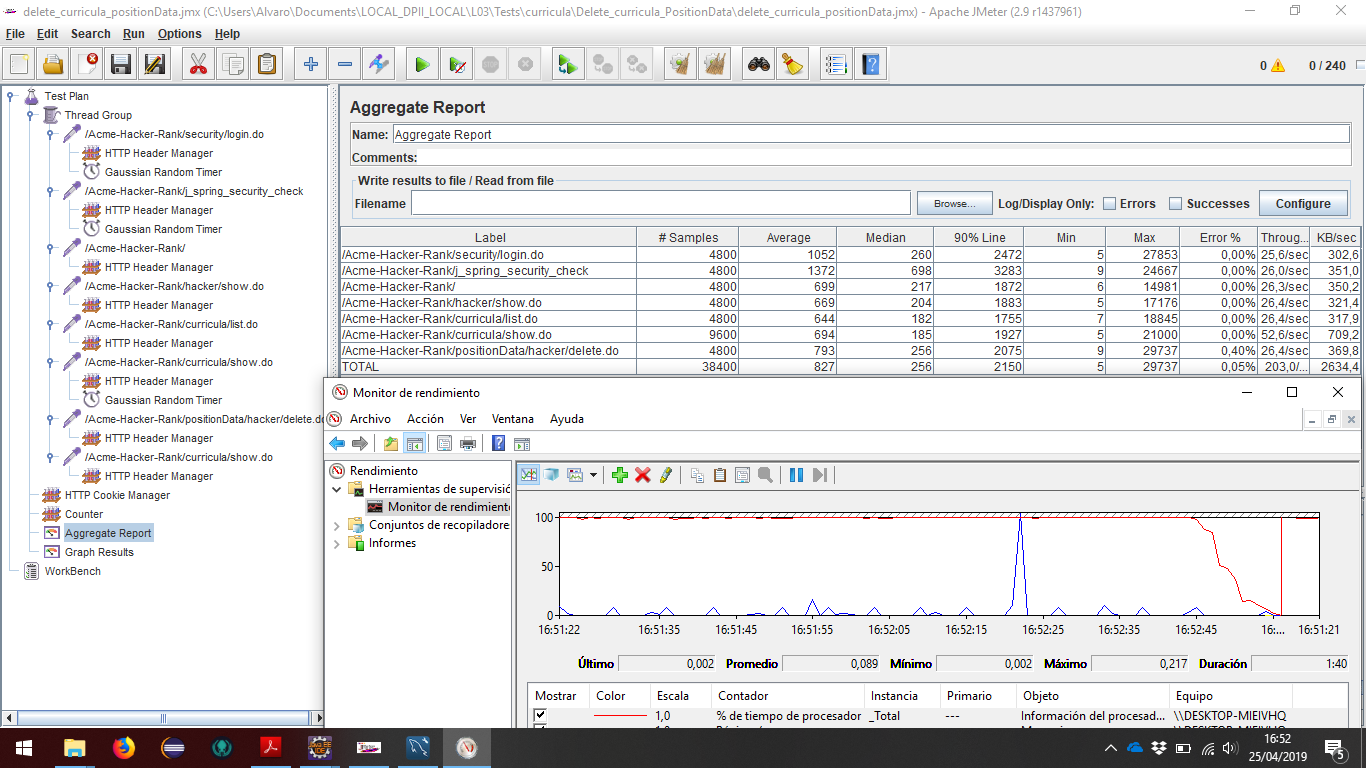 delete_curricula_positionData.jmx (C:\Users\Alvaro\Documents\LOCAL_DPII_LOCAL\L03\Tests\curricula\Delete_curricula_PositionData\delete_curricula_positionData.jmx) - Apache JMeter (2.9 r1437961)
File Edit Search Run Options Help
0 0 / 240
Test Plan
Thread Group
/Acme-Hacker-Rank/security/login.do
HTTP Header Manager
Gaussian Random Timer
/Acme-Hacker-Rank/j_spring_security_check
HTTP Header Manager
Gaussian Random Timer
/Acme-Hacker-Rank/
HTTP Header Manager
/Acme-Hacker-Rank/hacker/show.do
HTTP Header Manager
/Acme-Hacker-Rank/curricula/list.do
HTTP Header Manager
/Acme-Hacker-Rank/curricula/show.do
HTTP Header Manager
Gaussian Random Timer
/Acme-Hacker-Rank/positionData/hacker/delete.do
HTTP Header Manager
/Acme-Hacker-Rank/curricula/show.do
HTTP Header Manager
HTTP Cookie Manager
Counter
Aggregate Report
Graph Results
WorkBench
Aggregate Report
Name: Aggregate Report
Comments:
Write results to file / Read from file
Filename Browse... Log/Display Only: Errors Successes Configure
Label # Samples Average Median 90% Line Min Max Error % Throug... KB/sec
/Acme-Hacker-Rank/security/login.do 4800 1052 260 2472 5 27853 0,00% 25,6/sec 302,6
/Acme-Hacker-Rank/j_spring_security_check 4800 1372 698 3283 9 24667 0,00% 26,0/sec 351,0
/Acme-Hacker-Rank/ 4800 699 217 1872 6 14981 0,00% 26,3/sec 350,2
/Acme-Hacker-Rank/hacker/show.do 4800 669 204 1883 5 17176 0,00% 26,4/sec 321,4
/Acme-Hacker-Rank/curricula/list.do 4800 644 182 1755 7 18845 0,00% 26,4/sec 317,9
/Acme-Hacker-Rank/curricula/show.do 9600 694 185 1927 5 21000 0,00% 52,6/sec 709,2
/Acme-Hacker-Rank/positionData/hacker/delete.do 4800 793 256 2075 9 29737 0,40% 26,4/sec 369,8
TOTAL 38400 827 256 2150 5 29737 0,05% 203,0/... 2634,4
Monitor de rendimiento
Archivo Acción Ver Ventana Ayuda
Rendimiento
Herramientas de supervisió
Monitor de rendimiento
Conjuntos de recopiladore
Informes
100
50
0
16:51:22 16:51:35 16:51:45 16:51:55 16:52:05 16:52:15 16:52:25 16:52:35 16:52:45 16:... 16:51:21
Último 0,002 Promedio 0,089 Mínimo 0,002 Máximo 0,217 Duración 1:40
Mostrar Color Escala Contador Instancia Primario Objeto Equipo
1,0 % de tiempo de procesador _Total --- Información del procesad... \\DESKTOP-MIEIVHQ
16:52
25/04/2019
5